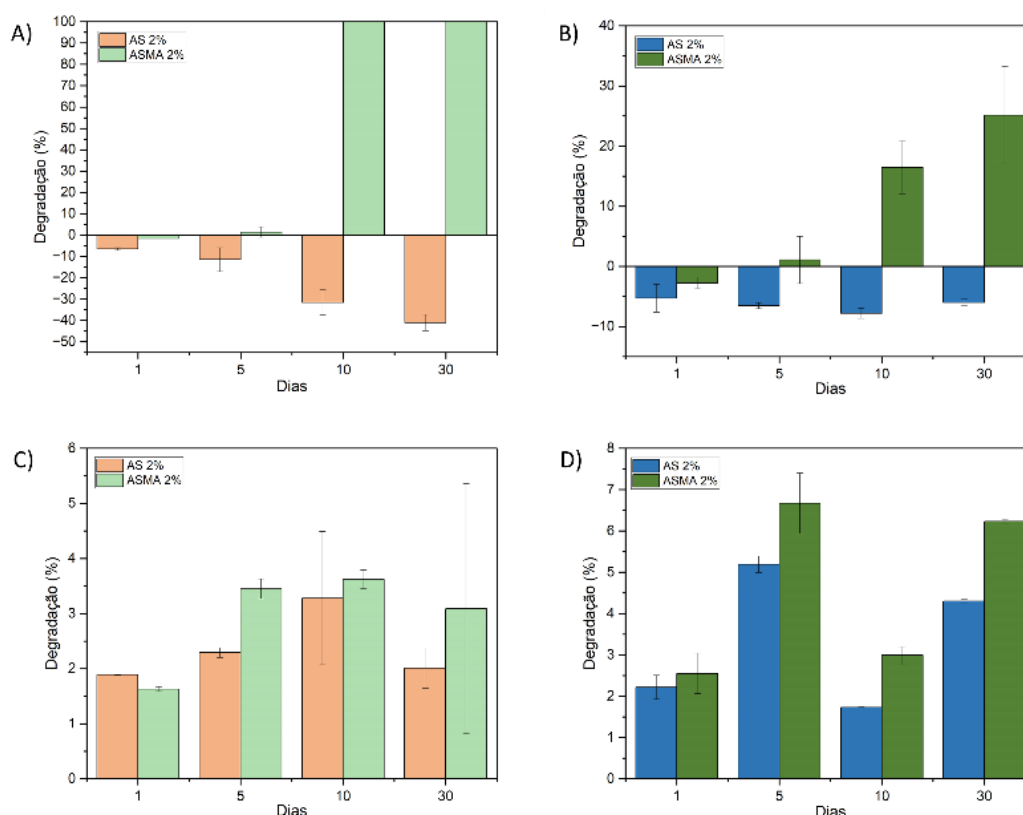 A)
AS 2%
ASMA 2%
Degradação (%)
100
90
80
70
60
50
40
30
20
10
0
−10
−20
−30
−40
−50
1
5
10
30
Dias
B)
AS 2%
ASMA 2%
Degradação (%)
40
30
20
10
0
−10
1
5
10
30
Dias
C)
AS 2%
ASMA 2%
Degradação (%)
6
5
4
3
2
1
0
1
5
10
30
Dias
D)
AS 2%
ASMA 2%
Degradação (%)
8
7
6
5
4
3
2
1
0
1
5
10
30
Dias